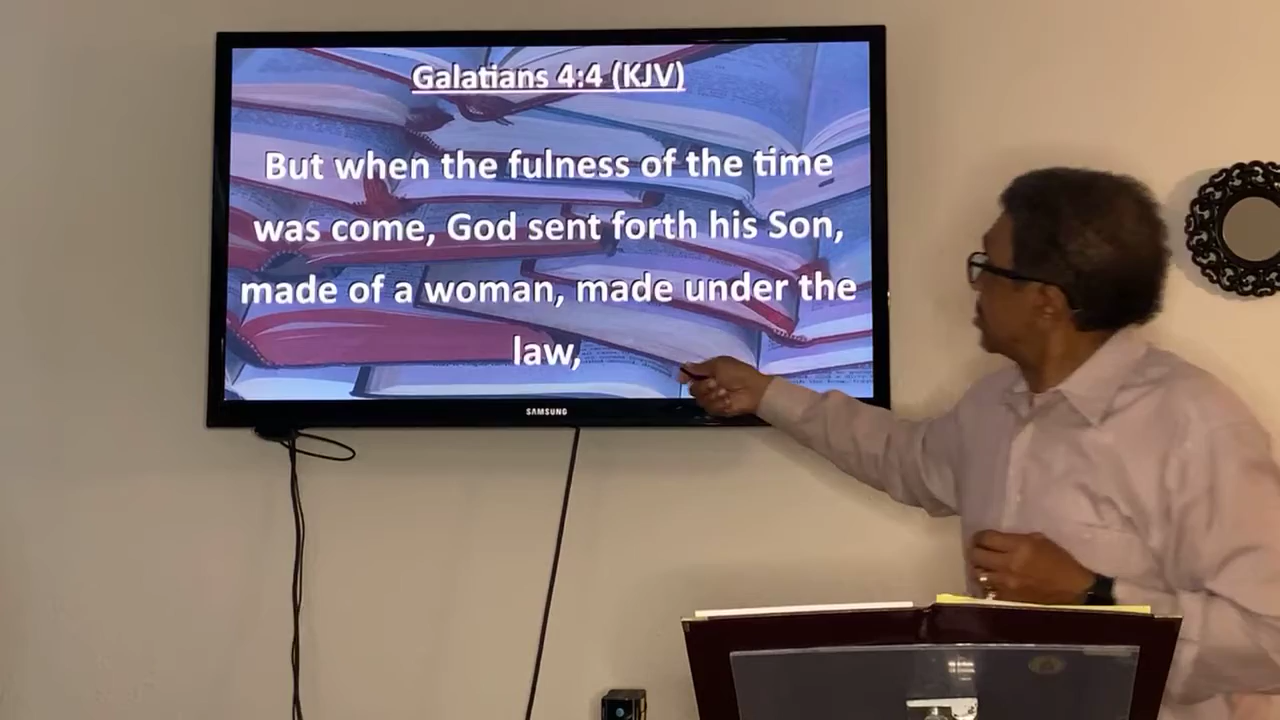 Galatians 4:4 (KJV)
But when the fulness of the time
was come, God sent forth his Son,
made of a woman, made under the
law,
SAMSUNG